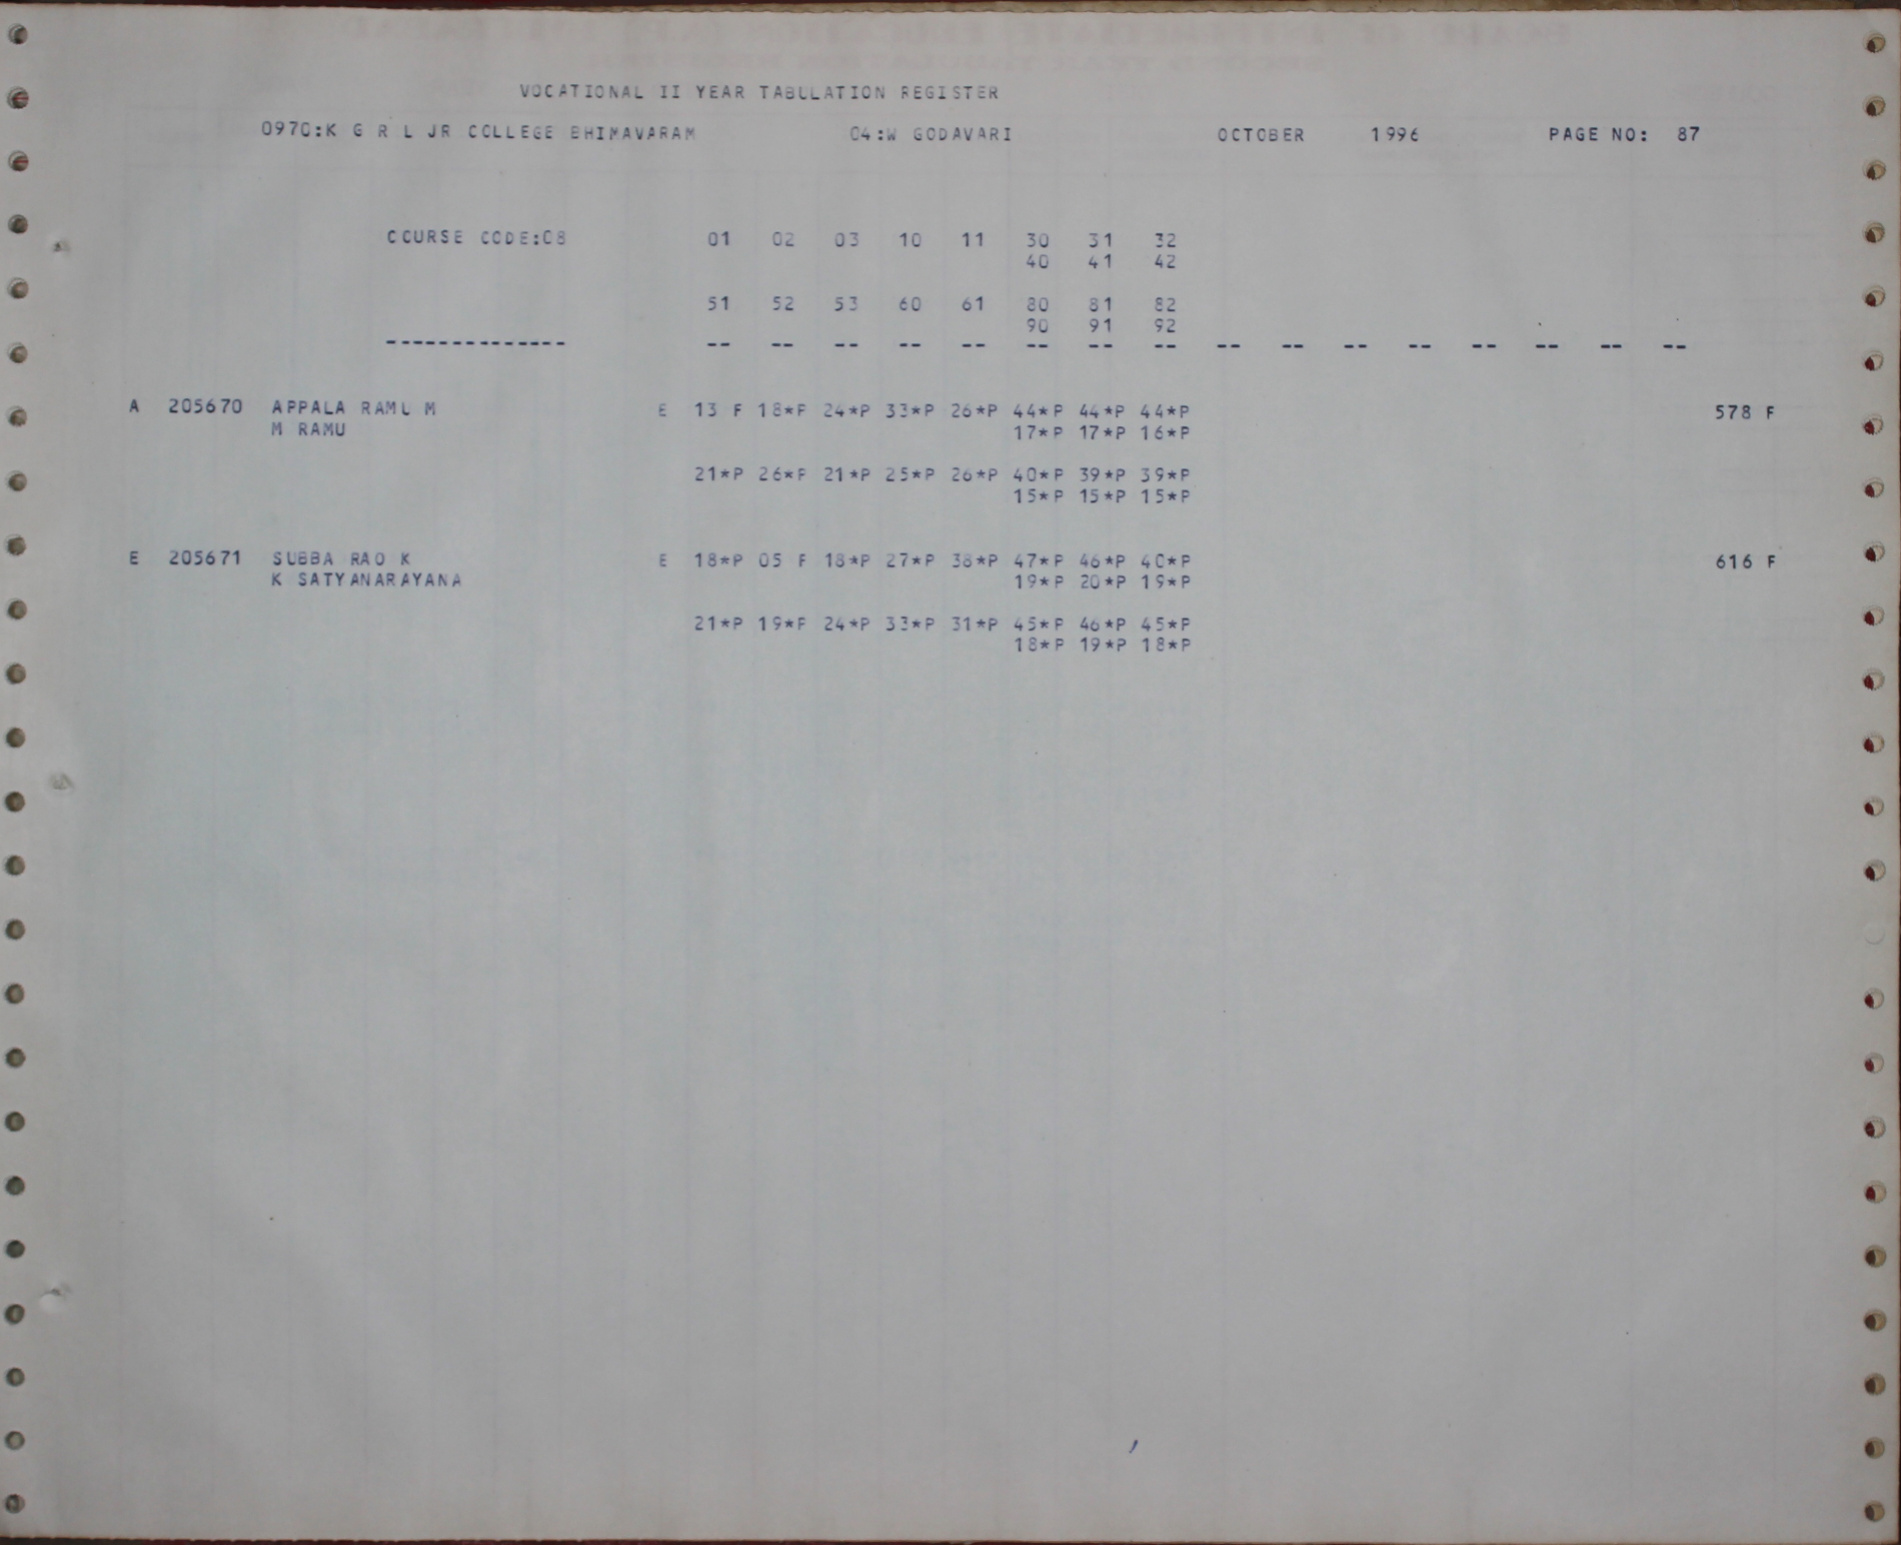 VOCATIONAL II YEAR TABULATION REGISTER
0970:K G R L JR COLLEGE BHIMAVARAM 04:W GODAVARI OCTOBER 1996 PAGE NO: 87
COURSE CODE:08 01 02 03 10 11 30 31 32
40 41 42
51 52 53 60 61 80 81 82
90 91 92
-------------- -- -- -- -- -- -- -- -- -- -- -- -- -- -- -- --
A 205670 APPALA RAMU M E 13 F 18*P 24*P 33*P 26*P 44*P 44*P 44*P 578 F
M RAMU 17*P 17*P 16*P
21*P 26*P 21*P 25*P 26*P 40*P 39*P 39*P
15*P 15*P 15*P
E 205671 SUBBA RAO K E 18*P 05 F 18*P 27*P 38*P 47*P 46*P 40*P 616 F
K SATYANARAYANA 19*P 20*P 19*P
21*P 19*P 24*P 33*P 31*P 45*P 46*P 45*P
18*P 19*P 18*P